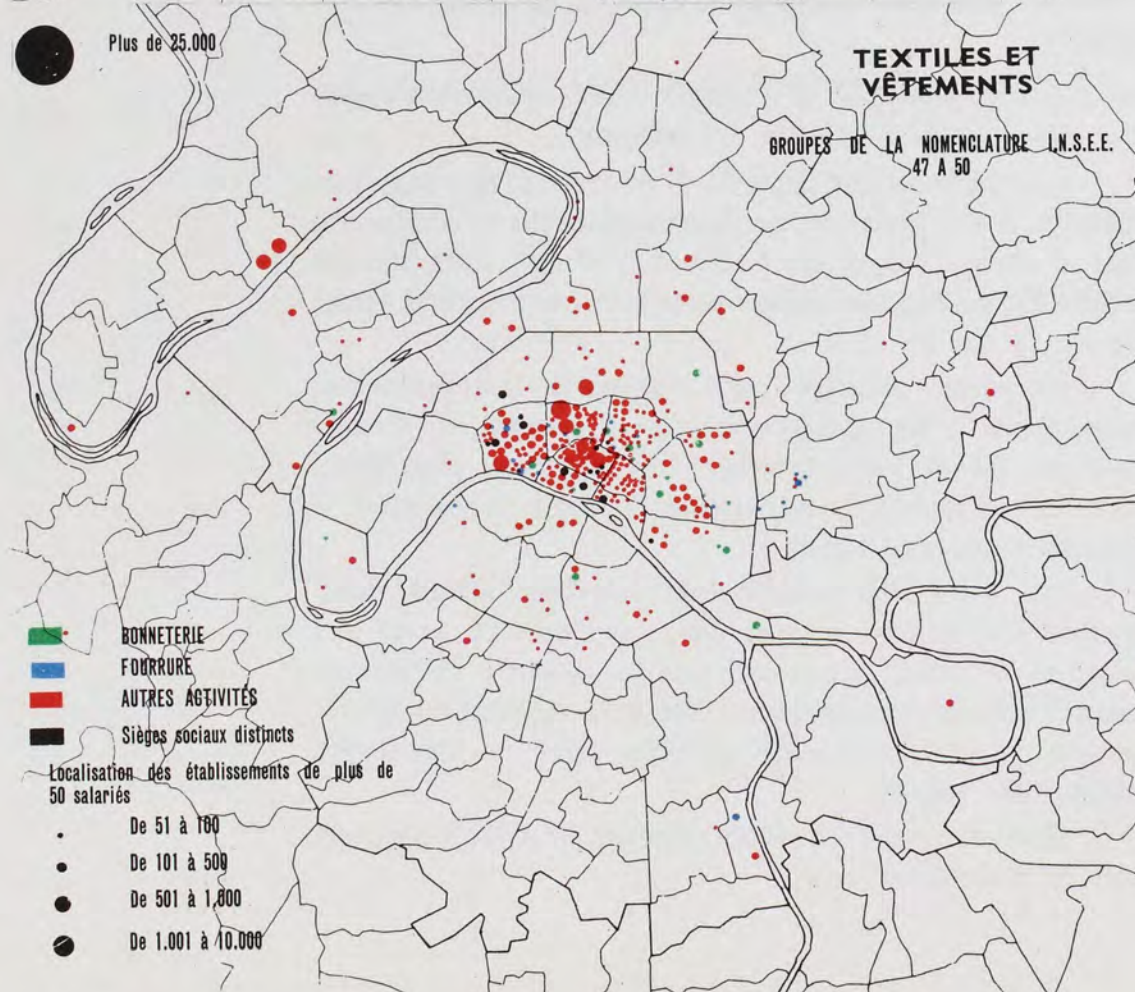 Plus de 25.000
TEXTILES ET
VÊTEMENTS
GROUPES DE LA NOMENCLATURE I.N.S.E.E.
47 A 50
BONNETERIE
FOURRURE
AUTRES ACTIVITÉS
Sièges sociaux distincts
Localisation des établissements de plus de
50 salariés
De 51 à 100
De 101 à 500
De 501 à 1.000
De 1.001 à 10.000